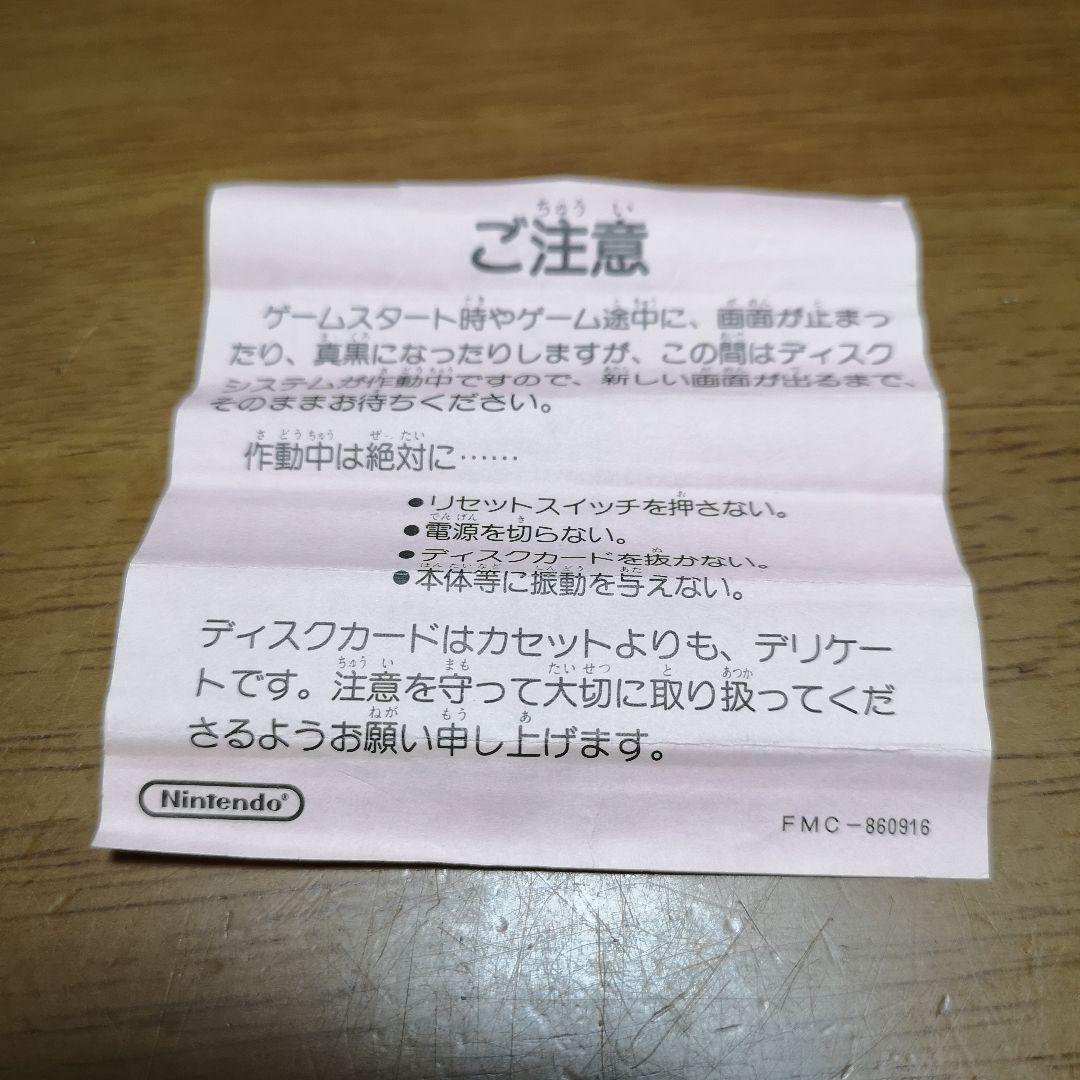 ご注意
ゲームスタート時やゲーム途中に、画面が止まっ
たり、真黒になったりしますが、この間はディスク
システムが作動中ですので、新しい画面が出るまで、
そのままお待ちください。
作動中は絶対に……
●リセットスイッチを押さない。
●電源を切らない。
●ディスクカードを抜かない。
●本体等に振動を与えない。
ディスクカードはカセットよりも、デリケー
トです。注意を守って大切に取り扱ってくだ
さるようお願い申し上げます。
Nintendo®
FMC-860916